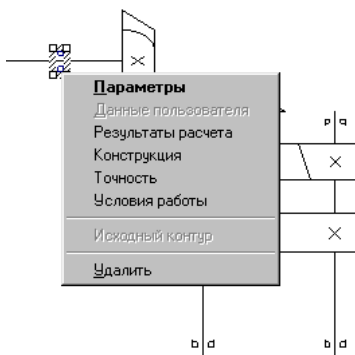 Параметры
Данные пользователя
Результаты расчета
Конструкция
Точность
Условия работы
Исходный контур
Удалить